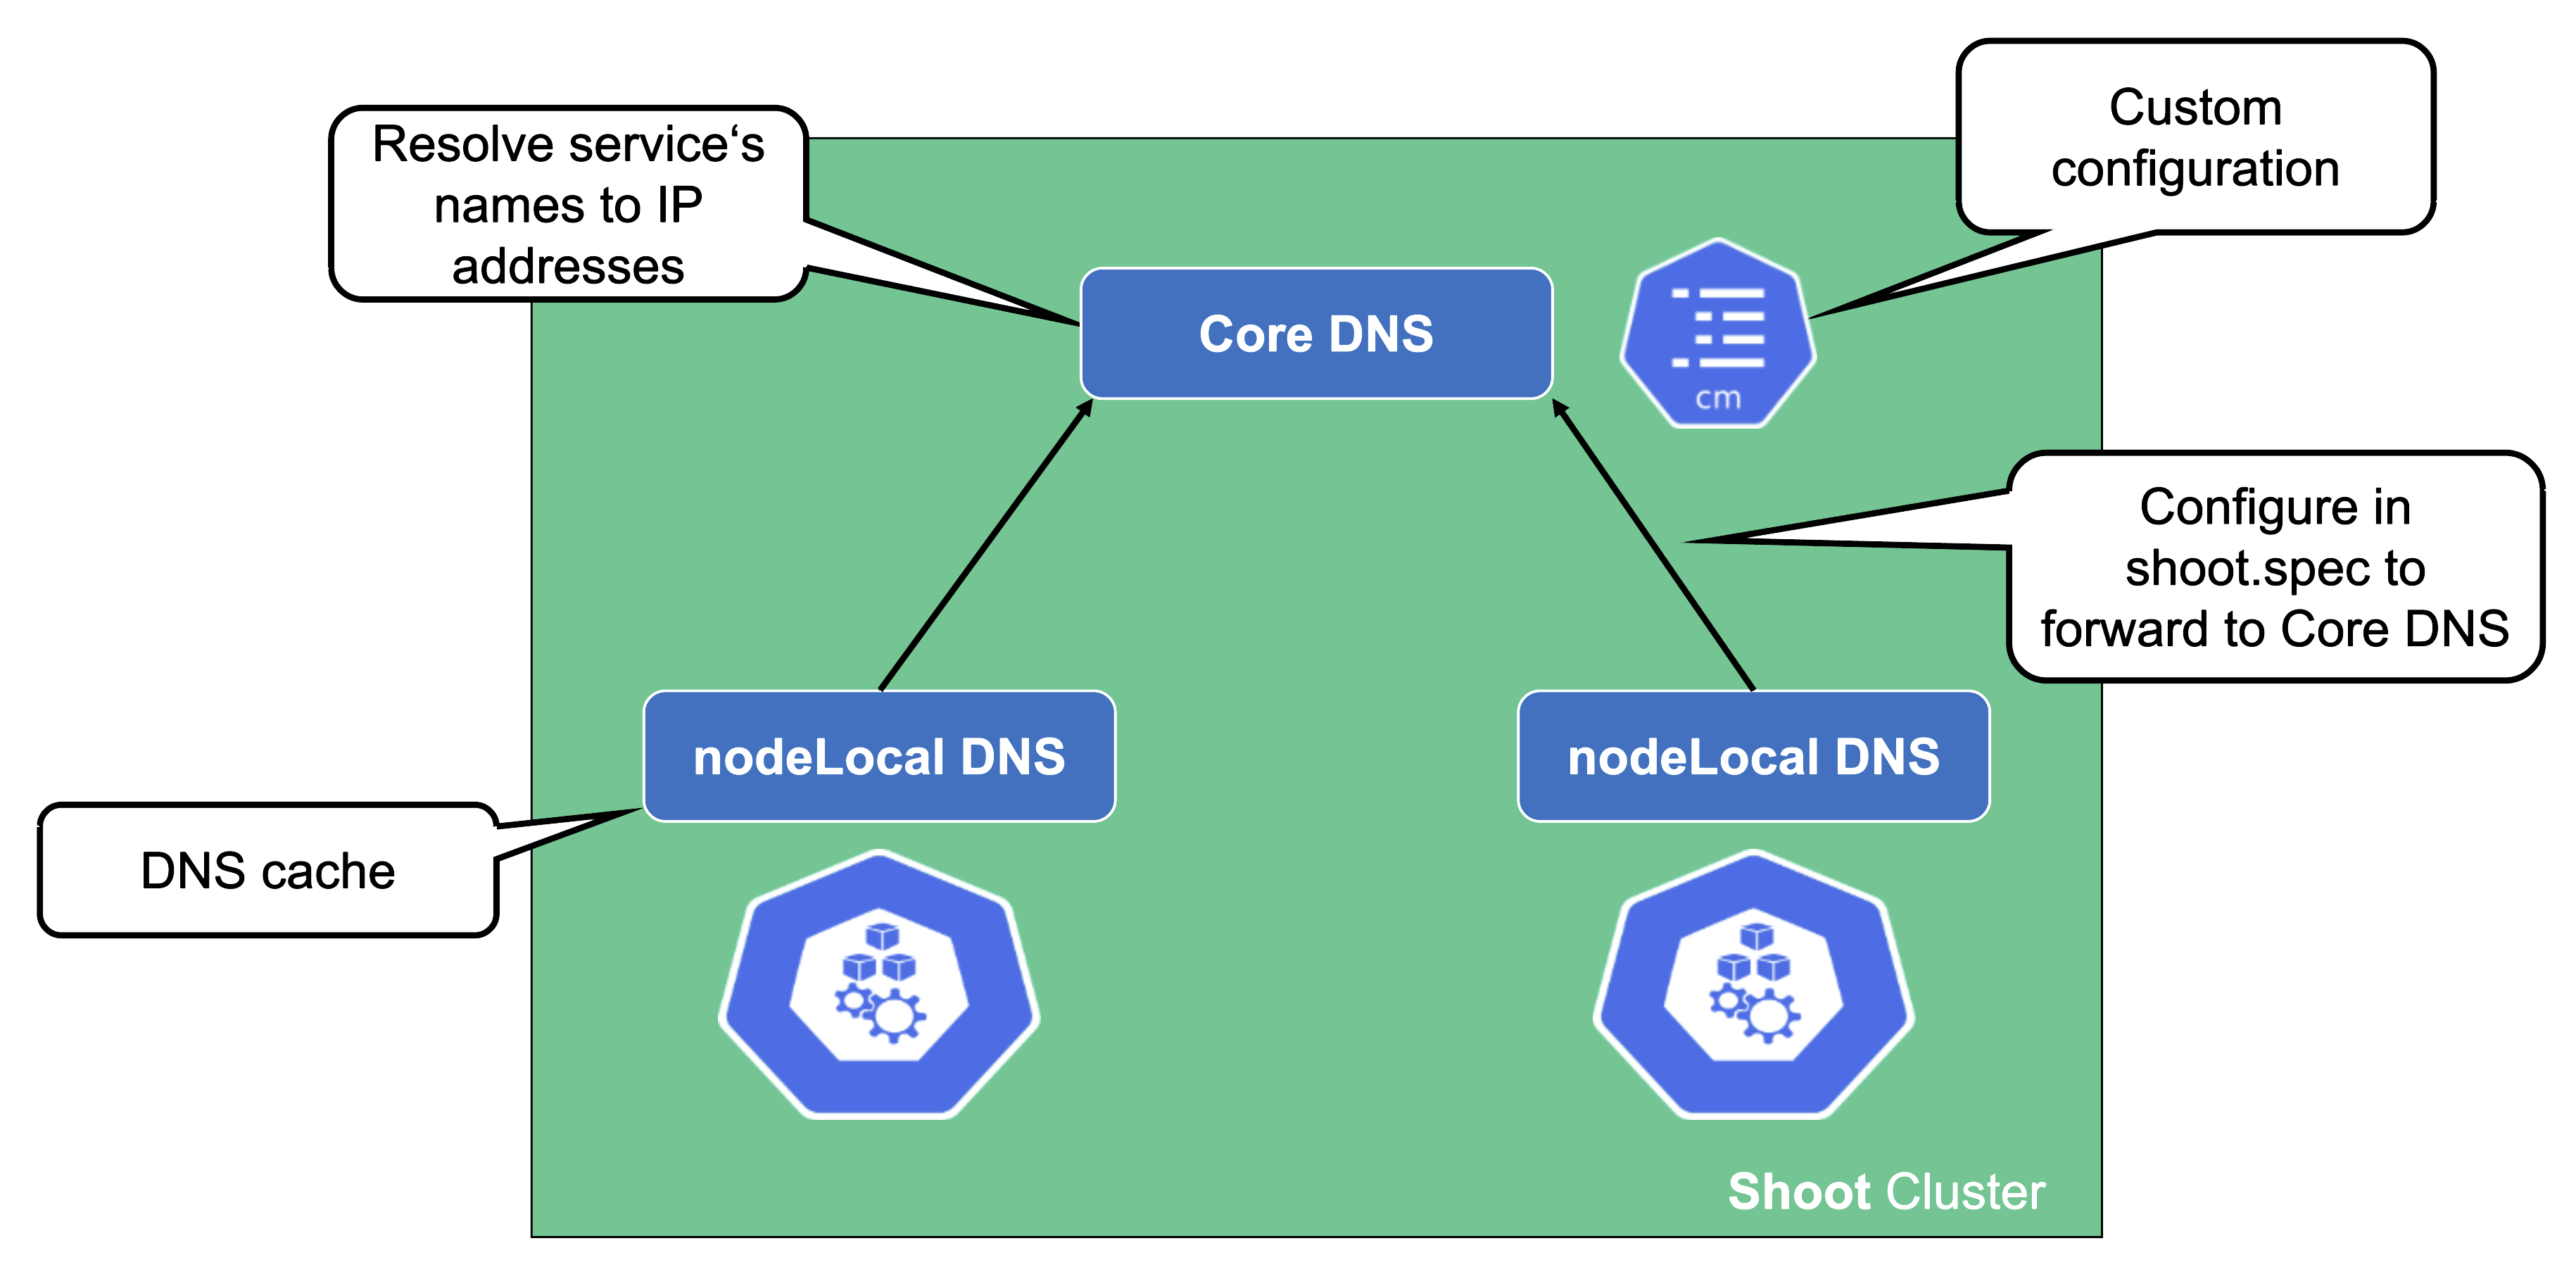 Resolve service‘s
names to IP
addresses
Custom
configuration
Core DNS
cm
Configure in
shoot.spec to
forward to Core DNS
nodeLocal DNS
nodeLocal DNS
DNS cache
Shoot Cluster